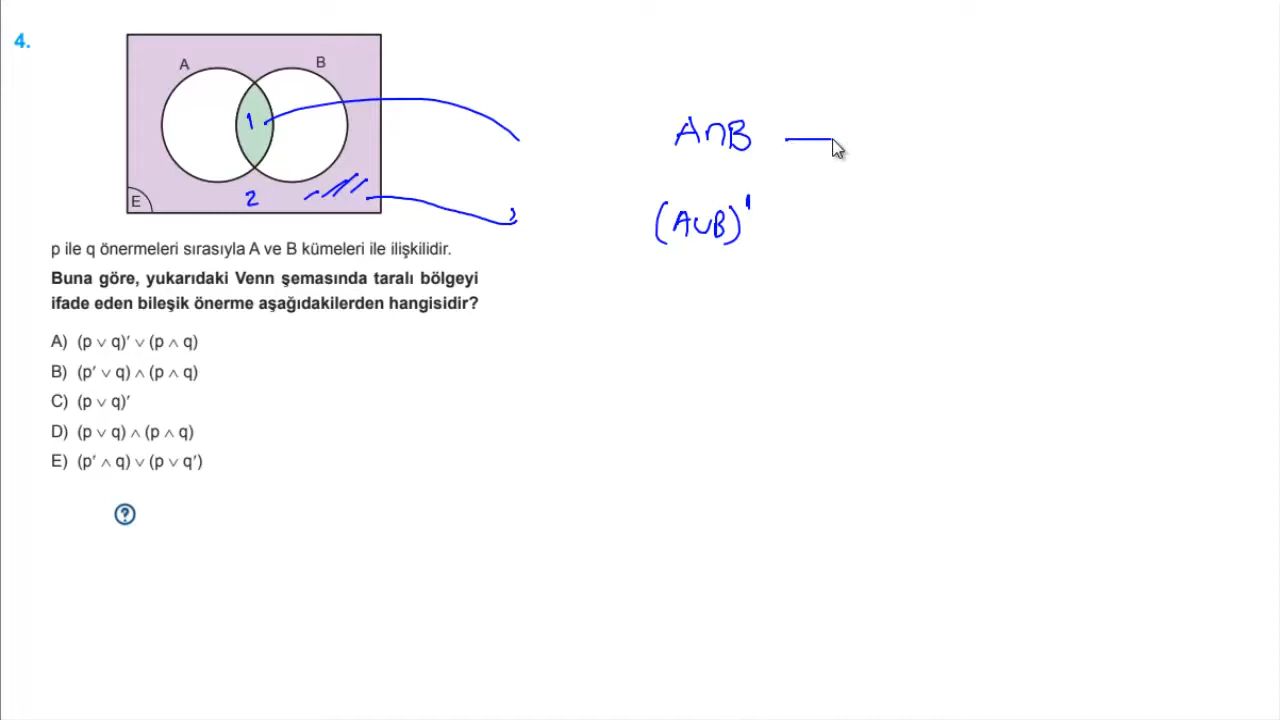 4.
A
B
1
2
E
A∩B
(A∪B)'
p ile q önermeleri sırasıyla A ve B kümeleri ile ilişkilidir.
Buna göre, yukarıdaki Venn şemasında taralı bölgeyi
ifade eden bileşik önerme aşağıdakilerden hangisidir?
A) (p ∨ q)′ ∨ (p ∧ q)
B) (p′ ∨ q) ∧ (p ∧ q)
C) (p ∨ q)′
D) (p ∨ q) ∧ (p ∧ q)
E) (p′ ∧ q) ∨ (p ∨ q′)
?